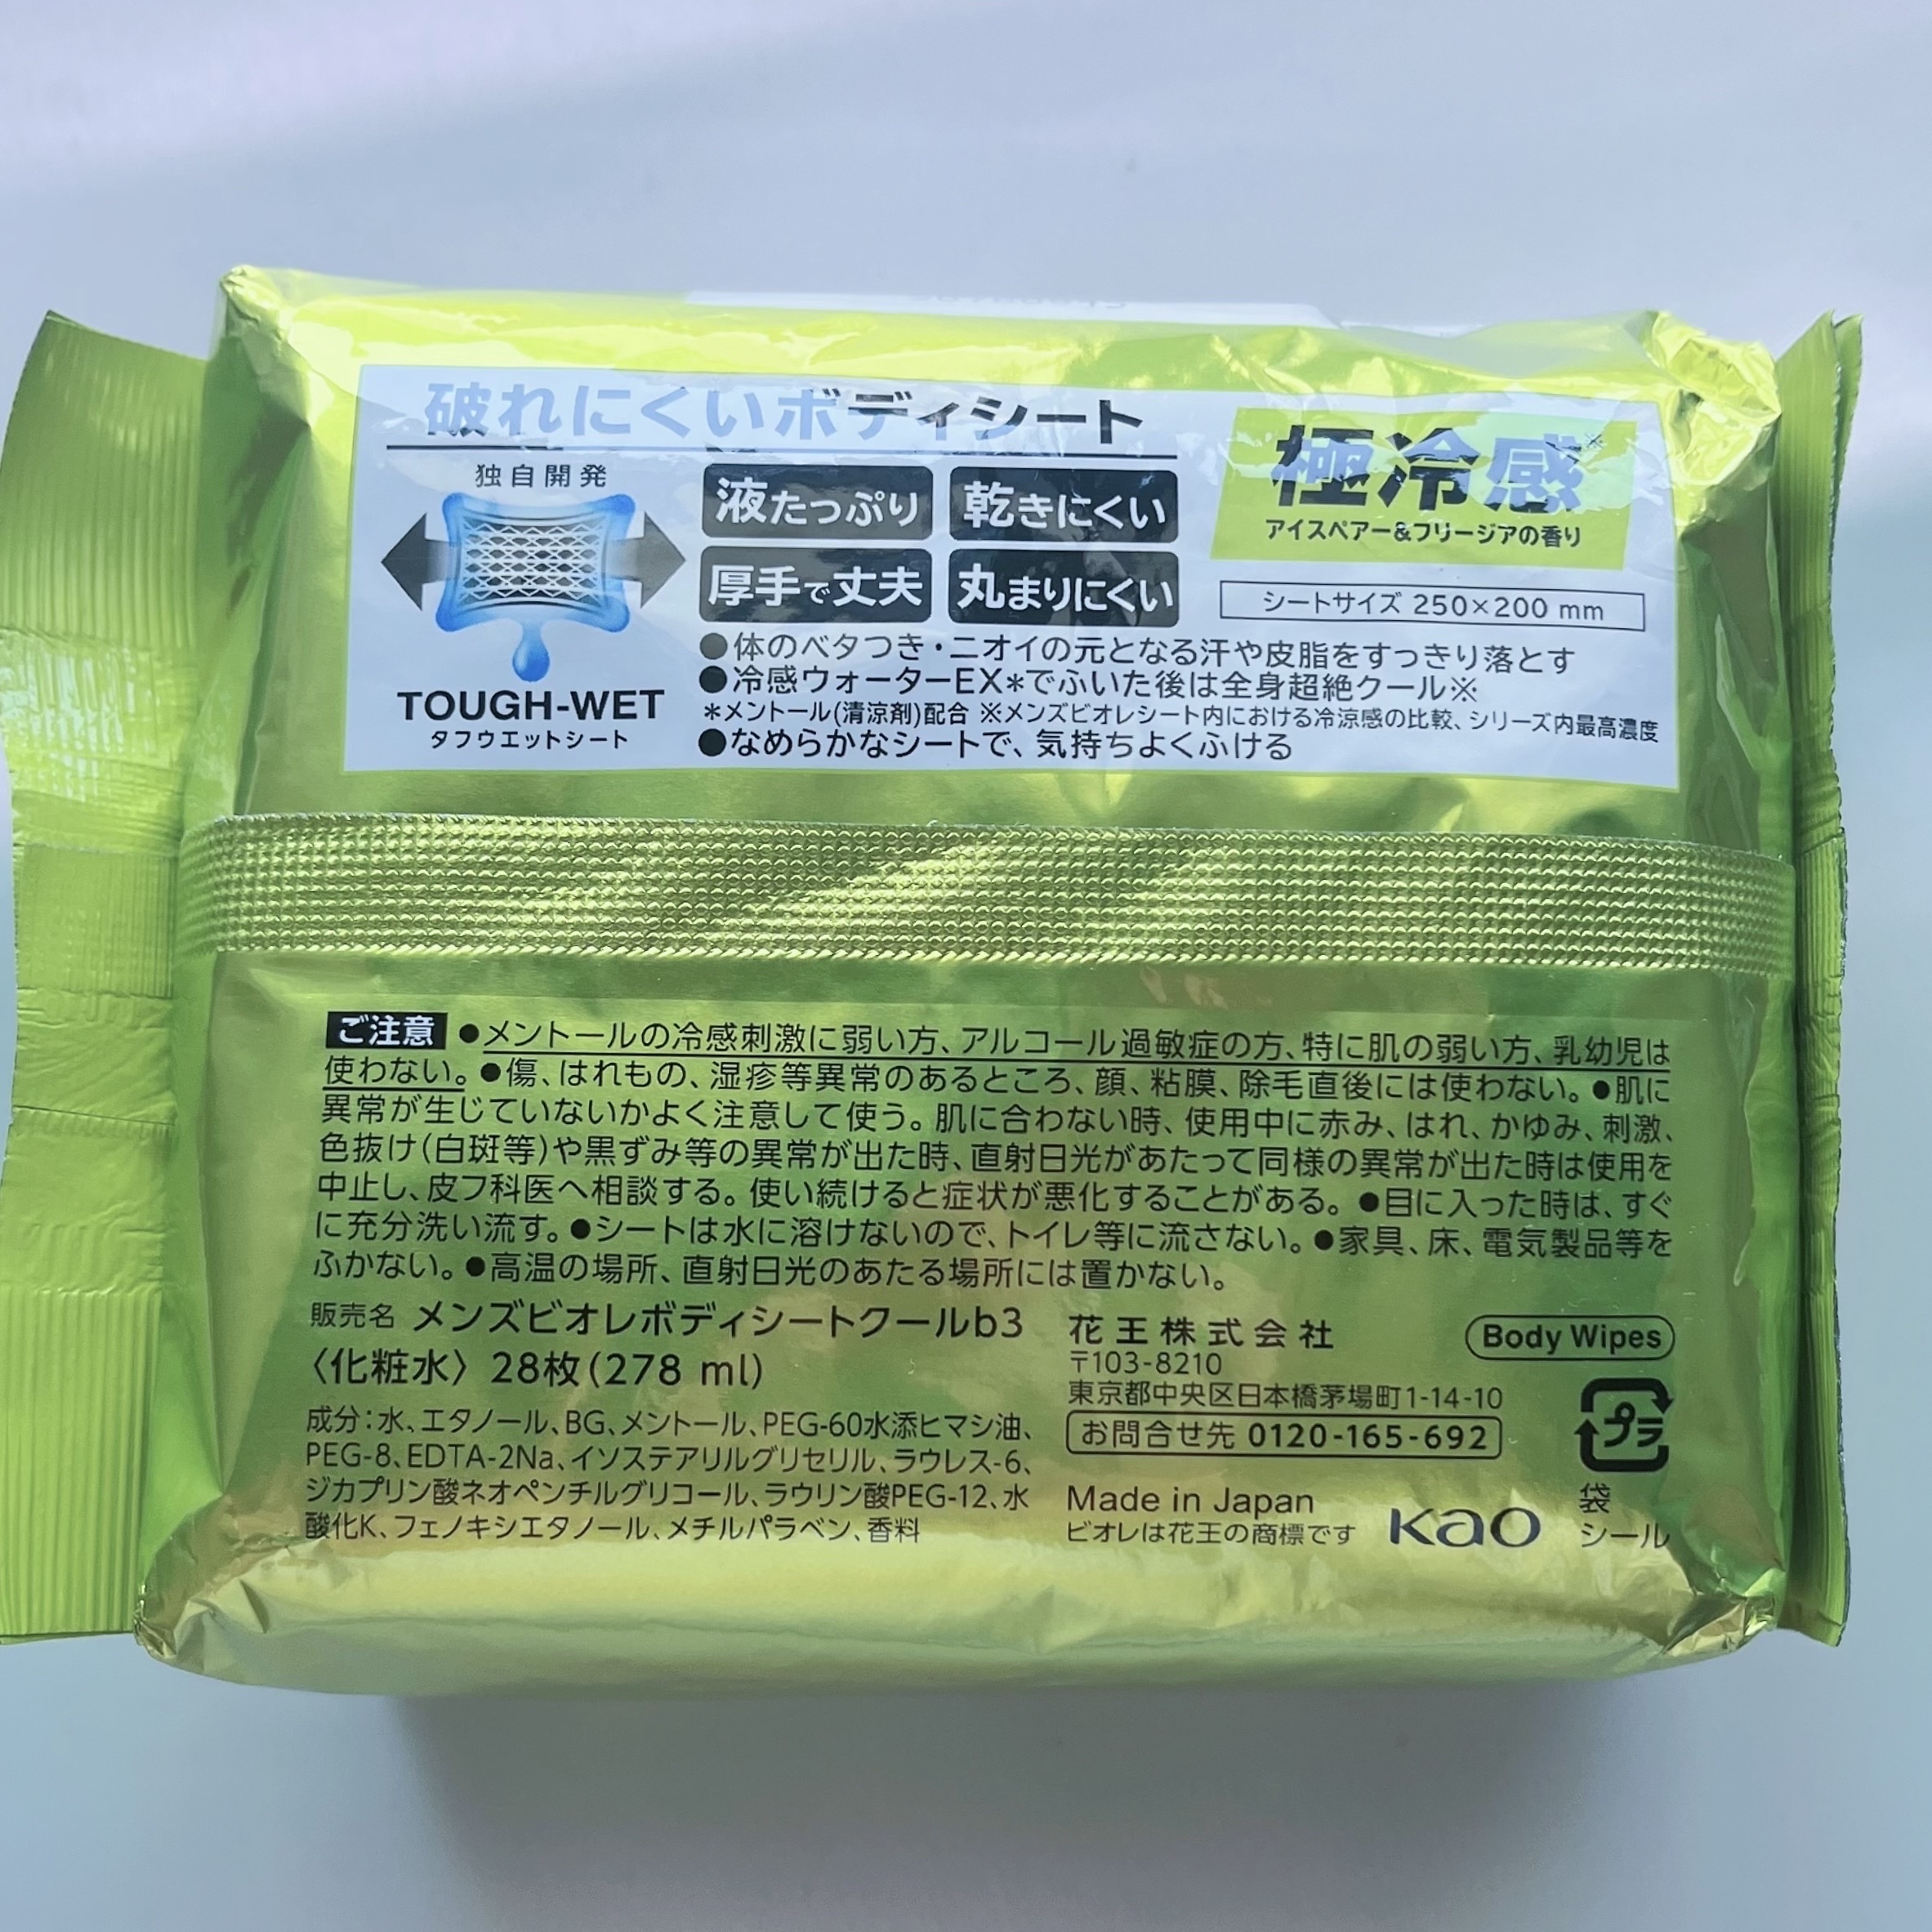 破れにくいボディシート
独自開発
TOUGH-WET
タフウエットシート
液たっぷり 乾きにくい
厚手で丈夫 丸まりにくい
極冷感※
アイスペアー&フリージアの香り
シートサイズ 250×200 mm
●体のベタつき・ニオイの元となる汗や皮脂をすっきり落とす
●冷感ウォーターEX*でふいた後は全身超絶クール※
*メントール(清涼剤)配合 ※メンズビオレシート内における冷涼感の比較、シリーズ内最高濃度
●なめらかなシートで、気持ちよくふける
ご注意 ●メントールの冷感刺激に弱い方、アルコール過敏症の方、特に肌の弱い方、乳幼児は
使わない。●傷、はれもの、湿疹等異常のあるところ、顔、粘膜、除毛直後には使わない。●肌に
異常が生じていないかよく注意して使う。肌に合わない時、使用中に赤み、はれ、かゆみ、刺激、
色抜け(白斑等)や黒ずみ等の異常が出た時、直射日光があたって同様の異常が出た時は使用を
中止し、皮フ科医へ相談する。使い続けると症状が悪化することがある。●目に入った時は、すぐ
に充分洗い流す。●シートは水に溶けないので、トイレ等に流さない。●家具、床、電気製品等を
ふかない。●高温の場所、直射日光のあたる場所には置かない。
販売名 メンズビオレボディシートクールb3
〈化粧水〉28枚(278 ml)
成分：水、エタノール、BG、メントール、PEG-60水添ヒマシ油、
PEG-8、EDTA-2Na、イソステアリルグリセリル、ラウレス-6、
ジカプリン酸ネオペンチルグリコール、ラウリン酸PEG-12、水
酸化K、フェノキシエタノール、メチルパラベン、香料
花王株式会社
〒103-8210
東京都中央区日本橋茅場町1-14-10
お問合せ先 0120-165-692
Made in Japan
ビオレは花王の商標です
Kao
Body Wipes
プラ
袋
シール